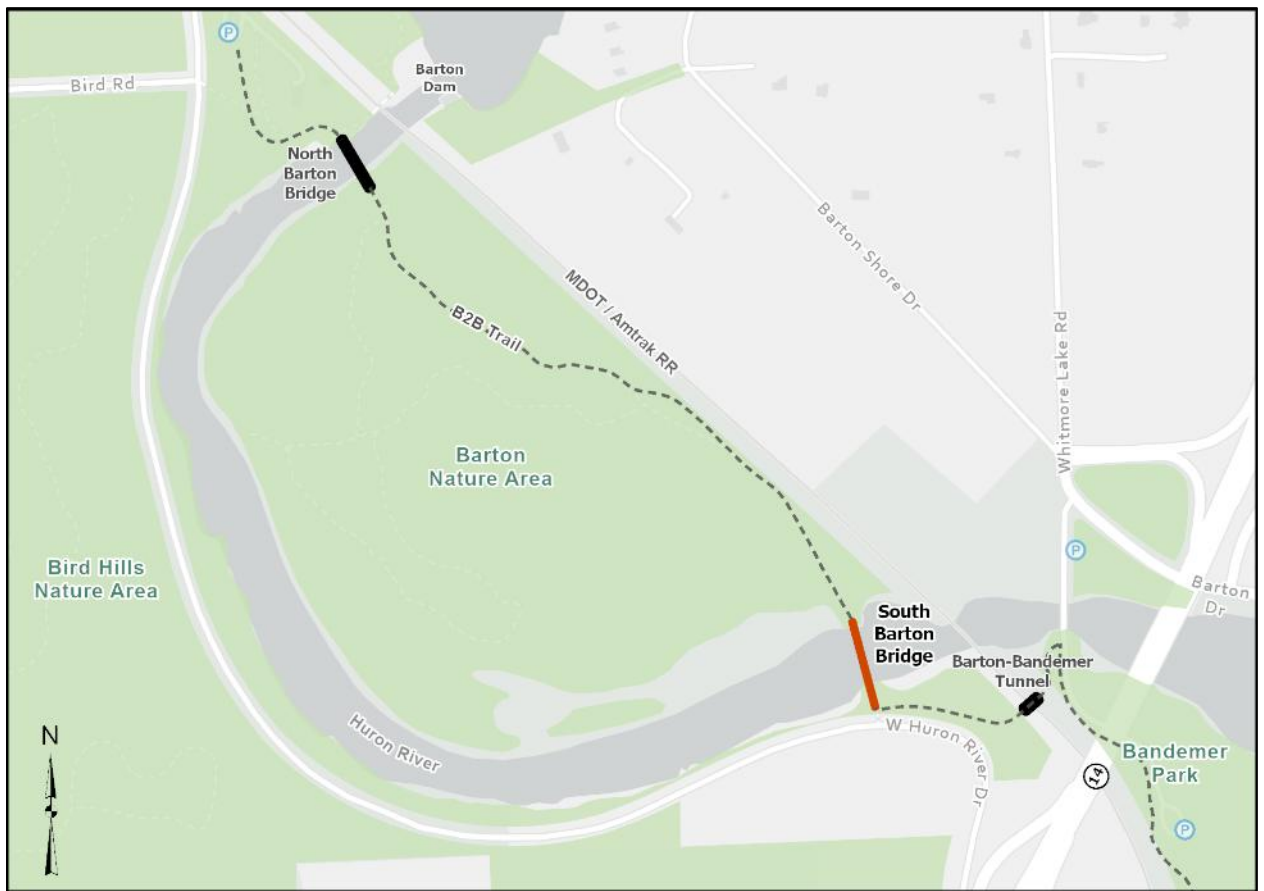 P
Bird Rd
Barton
Dam
North
Barton
Bridge
Barton Shore Dr
MDOT / Amtrak RR
B2B Trail
Whitmore Lake Rd
Barton
Nature Area
Bird Hills
Nature Area
P
Barton
Dr
South
Barton
Bridge
Barton-Bandemer
Tunnel
Huron River
W Huron River Dr
N
Bandemer
Park
14
P